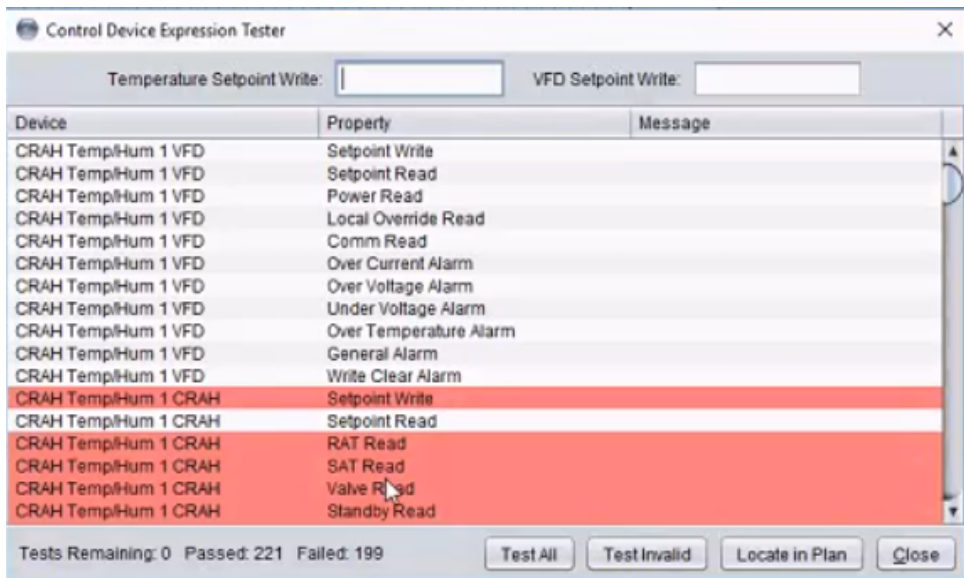 Control Device Expression Tester
Temperature Setpoint Write: VFD Setpoint Write:
Device Property Message
CRAH Temp/Hum 1 VFD Setpoint Write
CRAH Temp/Hum 1 VFD Setpoint Read
CRAH Temp/Hum 1 VFD Power Read
CRAH Temp/Hum 1 VFD Local Override Read
CRAH Temp/Hum 1 VFD Comm Read
CRAH Temp/Hum 1 VFD Over Current Alarm
CRAH Temp/Hum 1 VFD Over Voltage Alarm
CRAH Temp/Hum 1 VFD Under Voltage Alarm
CRAH Temp/Hum 1 VFD Over Temperature Alarm
CRAH Temp/Hum 1 VFD General Alarm
CRAH Temp/Hum 1 VFD Write Clear Alarm
CRAH Temp/Hum 1 CRAH Setpoint Write
CRAH Temp/Hum 1 CRAH Setpoint Read
CRAH Temp/Hum 1 CRAH RAT Read
CRAH Temp/Hum 1 CRAH SAT Read
CRAH Temp/Hum 1 CRAH Valve Read
CRAH Temp/Hum 1 CRAH Standby Read
Tests Remaining: 0 Passed: 221 Failed: 199 Test All Test Invalid Locate in Plan Close